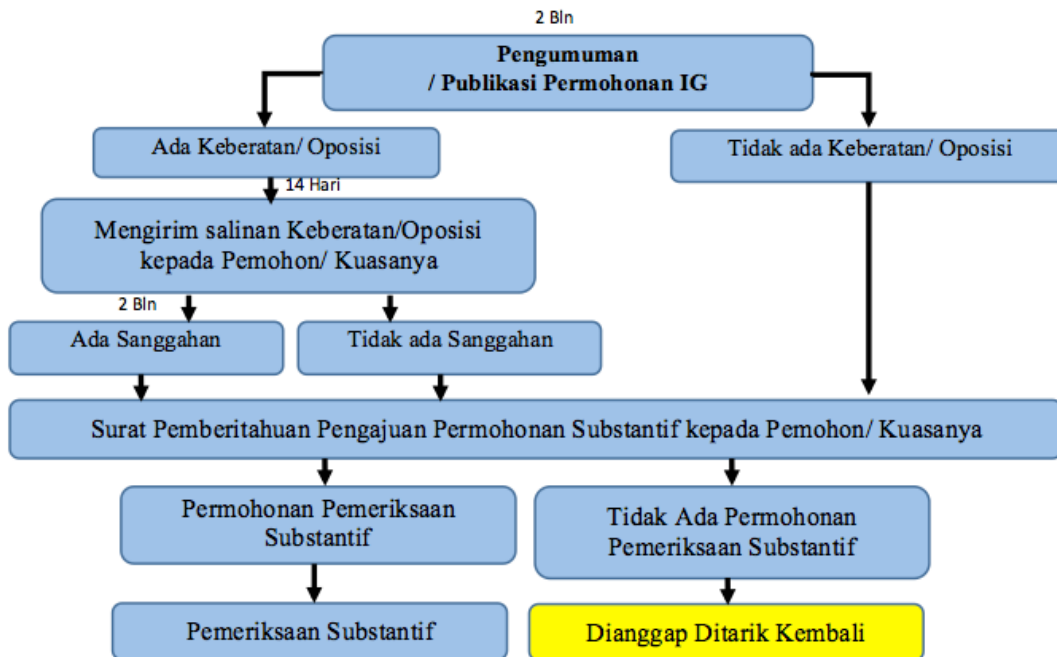 2 Bln
Pengumuman
/ Publikasi Permohonan IG
Ada Keberatan/ Oposisi
Tidak ada Keberatan/ Oposisi
14 Hari
Mengirim salinan Keberatan/Oposisi
kepada Pemohon/ Kuasanya
2 Bln
Ada Sanggahan
Tidak ada Sanggahan
Surat Pemberitahuan Pengajuan Permohonan Substantif kepada Pemohon/ Kuasanya
Permohonan Pemeriksaan
Substantif
Tidak Ada Permohonan
Pemeriksaan Substantif
Pemeriksaan Substantif
Dianggap Ditarik Kembali